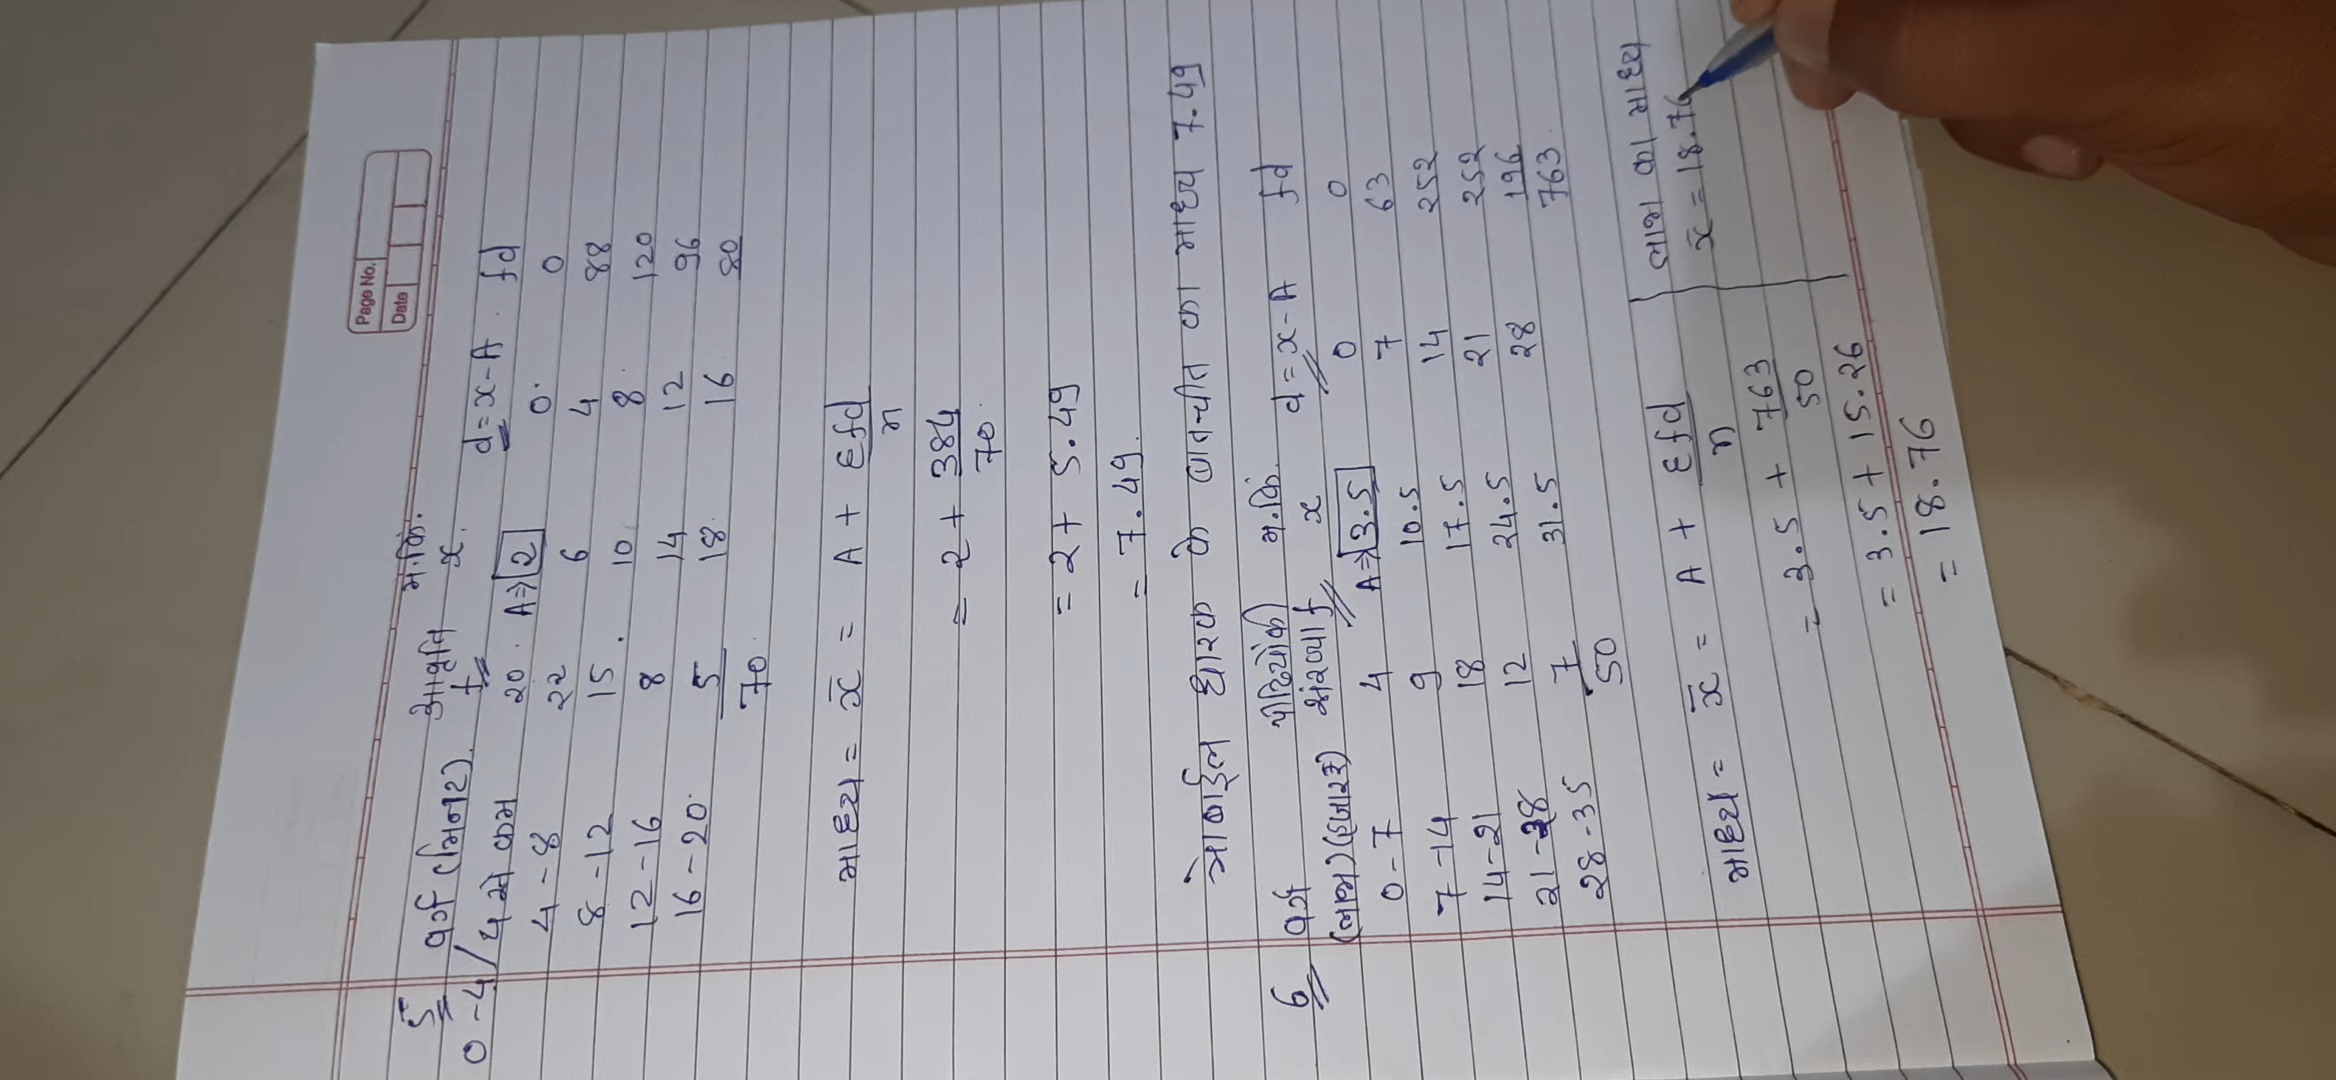 Page No.
Date
म.किं.
5 वर्ग (मिनट) आवृत्ति x d=x-A fd
f
0-4/4 से कम 20 A⇒2 0 0
4-8 22 6 4 88
8-12 15 10 8 120
12-16 8 14 12 96
16-20 5 18 16 80
70
माध्य = x̄ = A + Σfd
n
= 2 + 384
70
= 2 + 5.49
= 7.49
मोबाईल धारक के बातचीत का माध्य 7.49
6 वर्ग पीढियोंकी म.किं. d=x-A fd
(लाभ) (हजारमें) संख्या f x
0-7 4 A⇒3.5 0 0
7-14 9 10.5 7 63
14-21 18 17.5 14 252
21-28 12 24.5 21 252
28-35 7 31.5 28 196
50 763
माध्य = x̄ = A + Σfd
n
= 3.5 + 763
50
= 3.5 + 15.26
= 18.76
लाभ का माध्य
x̄ = 18.76